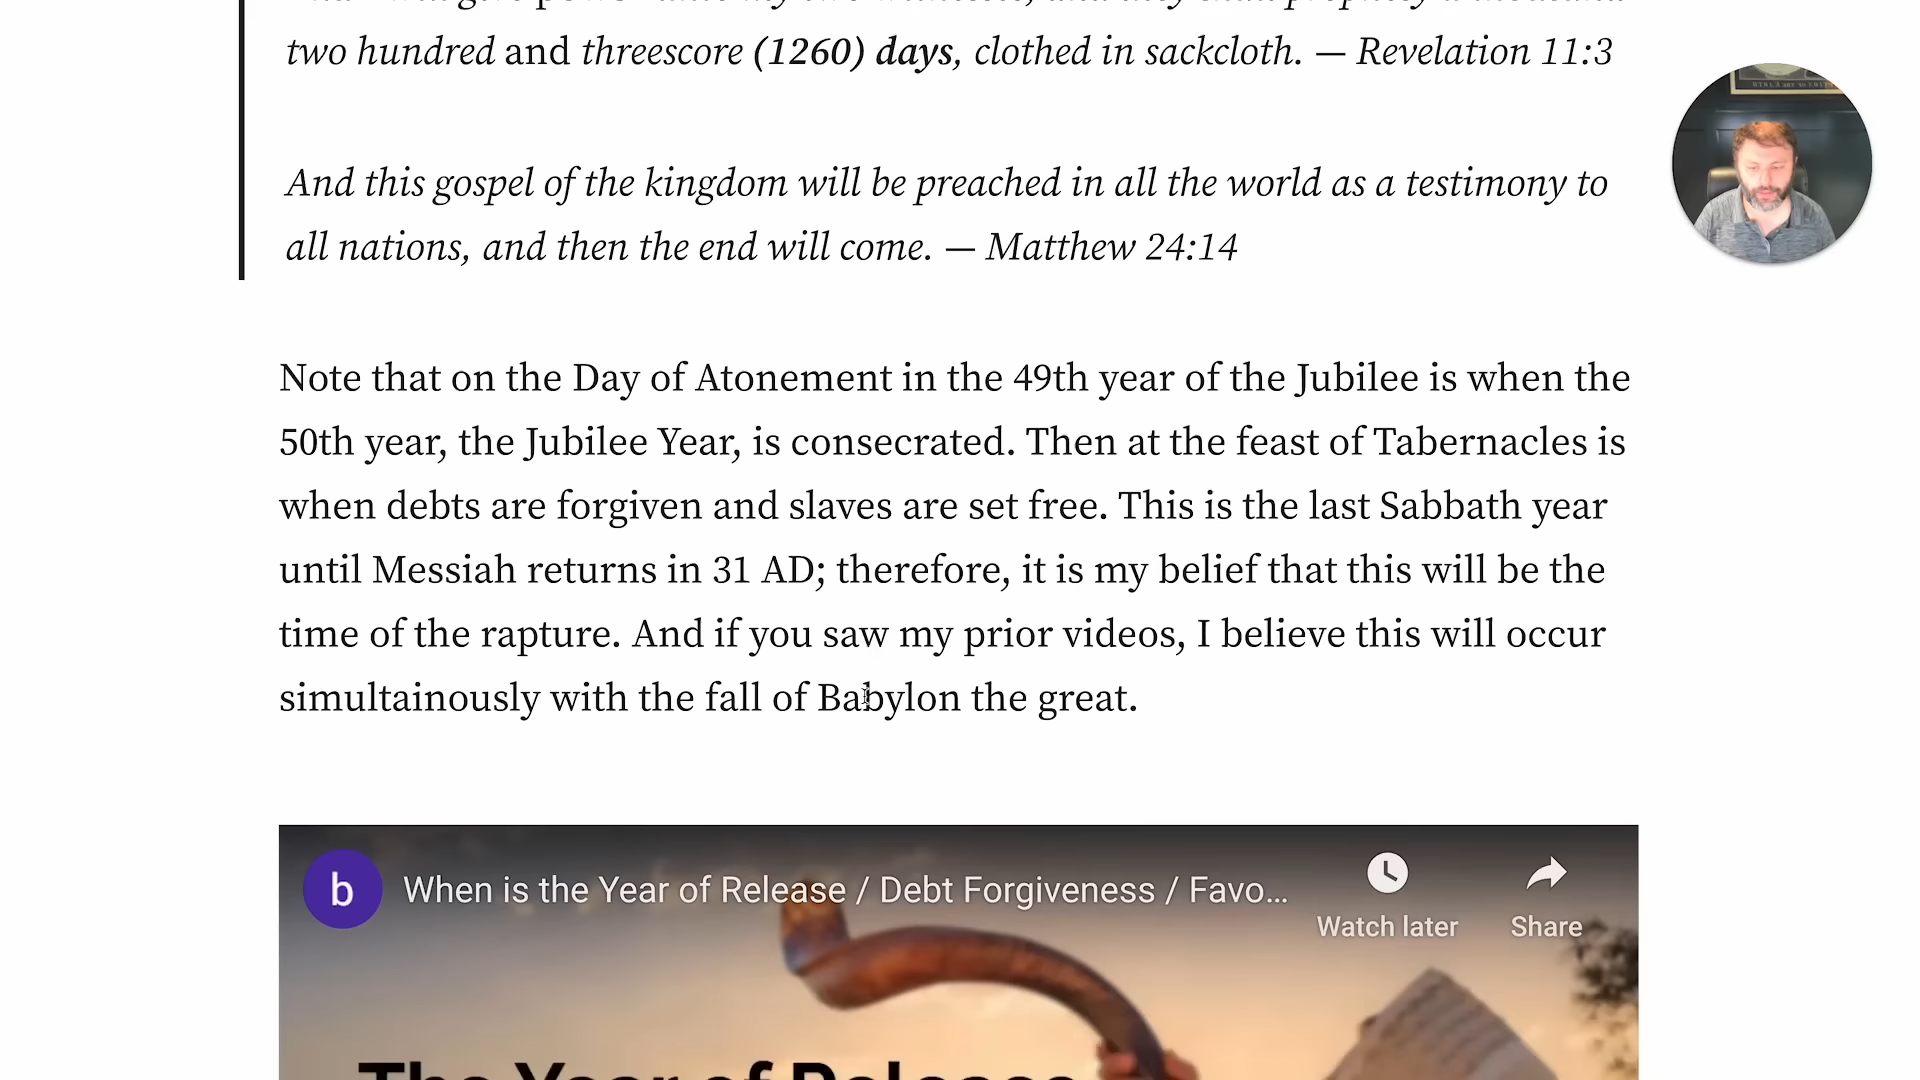 two hundred and threescore (1260) days, clothed in sackcloth. — Revelation 11:3
And this gospel of the kingdom will be preached in all the world as a testimony to
all nations, and then the end will come. — Matthew 24:14
Note that on the Day of Atonement in the 49th year of the Jubilee is when the
50th year, the Jubilee Year, is consecrated. Then at the feast of Tabernacles is
when debts are forgiven and slaves are set free. This is the last Sabbath year
until Messiah returns in 31 AD; therefore, it is my belief that this will be the
time of the rapture. And if you saw my prior videos, I believe this will occur
simultainously with the fall of Babylon the great.
b
When is the Year of Release / Debt Forgiveness / Favo...
Watch later
Share
The Year of Release